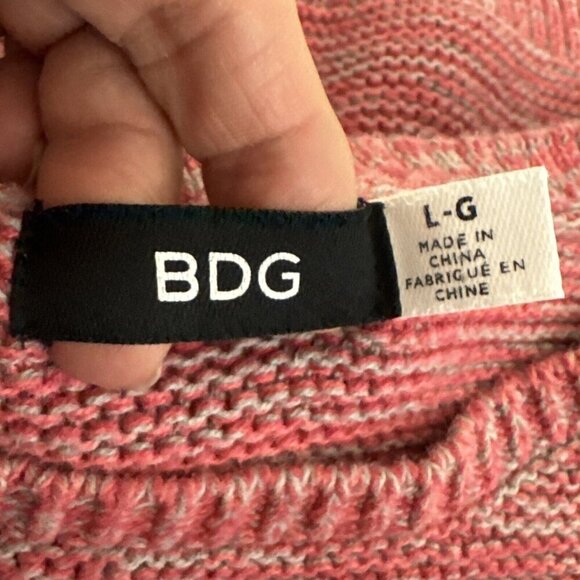 BDG
L-G
MADE IN
CHINA
FABRIQUÉ EN
CHINE